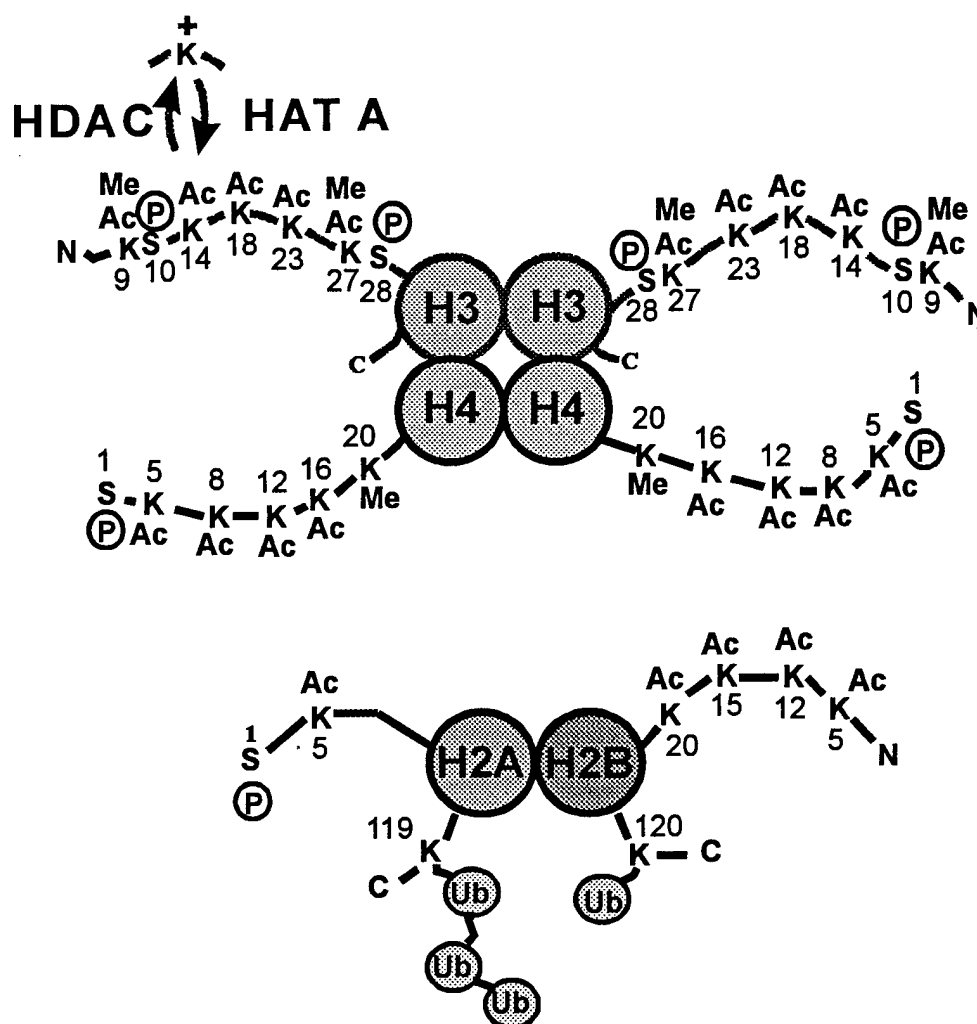 +
K
HDAC HAT A
Me Ac P Ac Ac Ac Me Ac P
N K S K K K K S
9 10 14 18 23 27 28
P Me Ac Ac Ac Ac P Me Ac
S K K K K S K N
28 27 23 18 14 10 9
H3 H3
C C
H4 H4
1 5 8 12 16 20
S K K K K K
P Ac Ac Ac Ac Me
20 16 12 8 5 1
K K K K K S
Me Ac Ac Ac Ac P
Ac Ac Ac Ac Ac
1 S K K K K K N
P 5 20 15 12 5
H2A H2B
119 120
K K C
C
Ub Ub
Ub
Ub